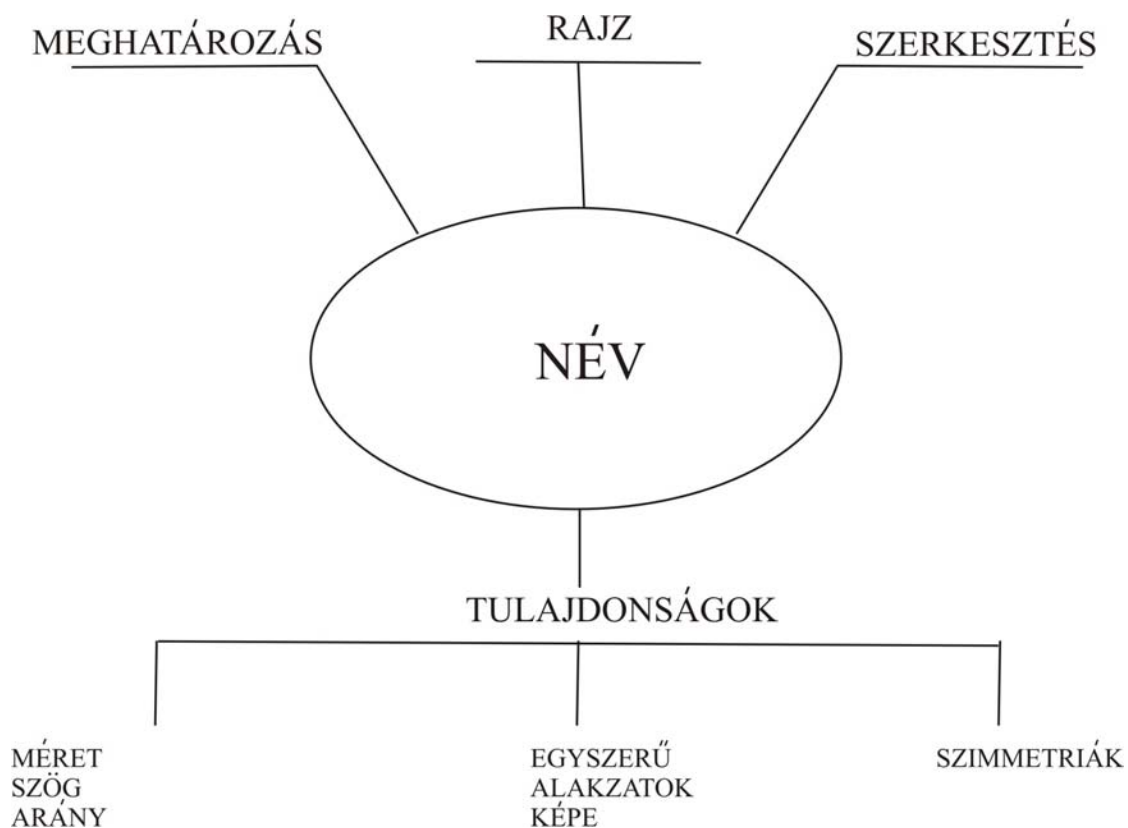 MEGHATÁROZÁS
RAJZ
SZERKESZTÉS
NÉV
TULAJDONSÁGOK
MÉRET
SZÖG
ARÁNY
EGYSZERŰ
ALAKZATOK
KÉPE
SZIMMETRIÁK